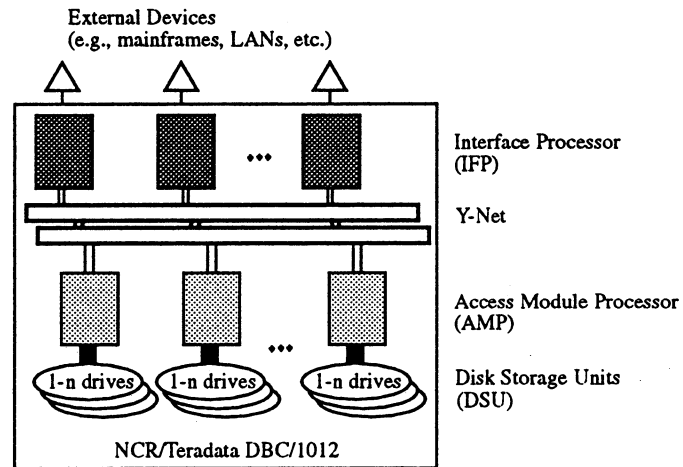 External Devices
(e.g., mainframes, LANs, etc.)
Interface Processor
(IFP)
Y-Net
Access Module Processor
(AMP)
1-n drives 1-n drives 1-n drives
Disk Storage Units
(DSU)
NCR/Teradata DBC/1012